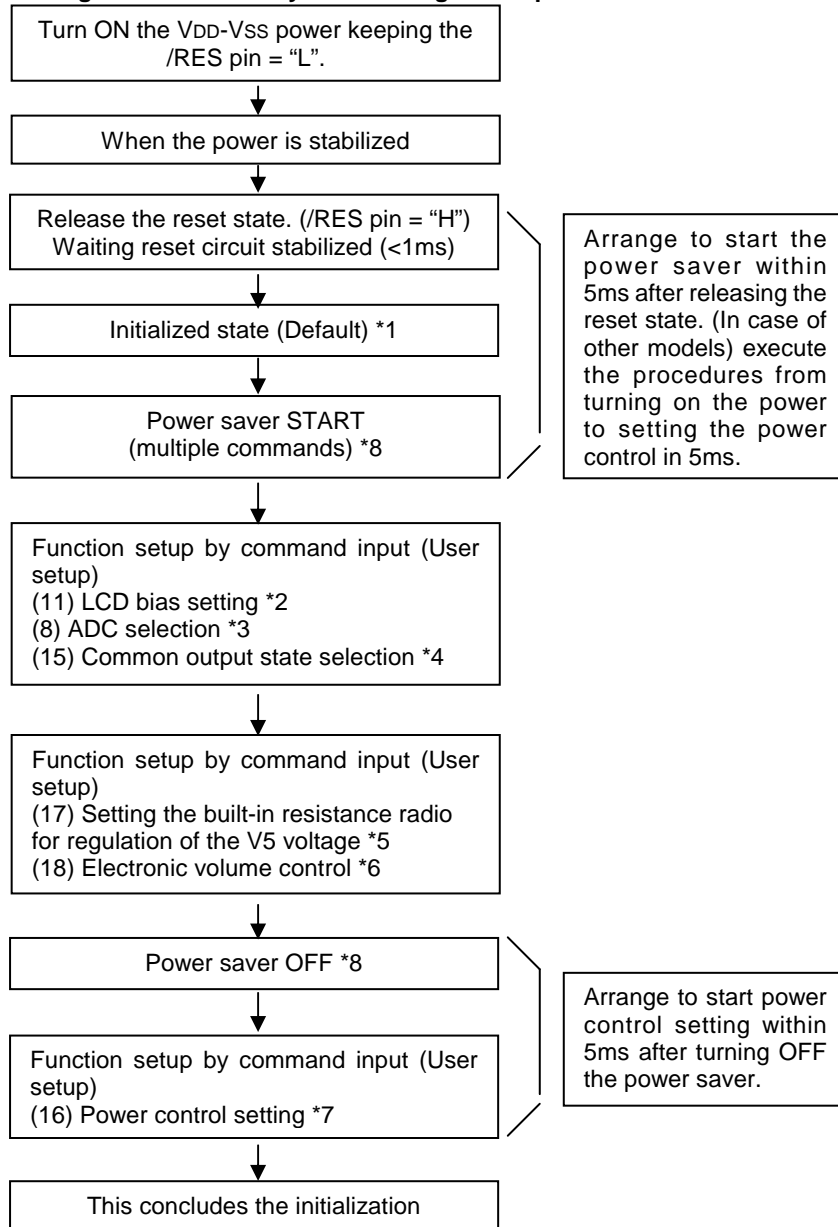 Turn ON the VDD-VSS power keeping the
/RES pin = “L”.
When the power is stabilized
Release the reset state. (/RES pin = “H”)
Waiting reset circuit stabilized (<1ms)
Arrange to start the
power saver within
5ms after releasing the
reset state. (In case of
other models) execute
the procedures from
turning on the power
to setting the power
control in 5ms.
Initialized state (Default) *1
Power saver START
(multiple commands) *8
Function setup by command input (User
setup)
(11) LCD bias setting *2
(8) ADC selection *3
(15) Common output state selection *4
Function setup by command input (User
setup)
(17) Setting the built-in resistance radio
for regulation of the V5 voltage *5
(18) Electronic volume control *6
Power saver OFF *8
Arrange to start power
control setting within
5ms after turning OFF
the power saver.
Function setup by command input (User
setup)
(16) Power control setting *7
This concludes the initialization